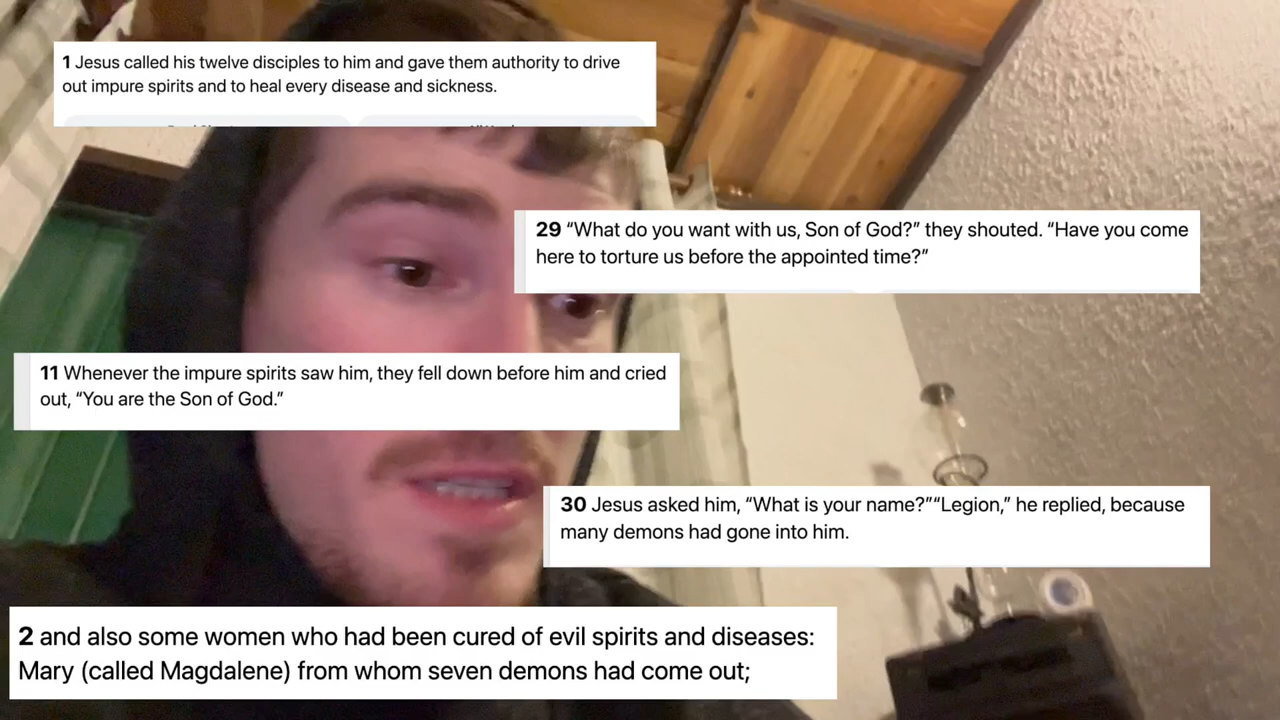 1 Jesus called his twelve disciples to him and gave them authority to drive
out impure spirits and to heal every disease and sickness.
29 “What do you want with us, Son of God?” they shouted. “Have you come
here to torture us before the appointed time?”
11 Whenever the impure spirits saw him, they fell down before him and cried
out, “You are the Son of God.”
30 Jesus asked him, “What is your name?”“Legion,” he replied, because
many demons had gone into him.
2 and also some women who had been cured of evil spirits and diseases:
Mary (called Magdalene) from whom seven demons had come out;